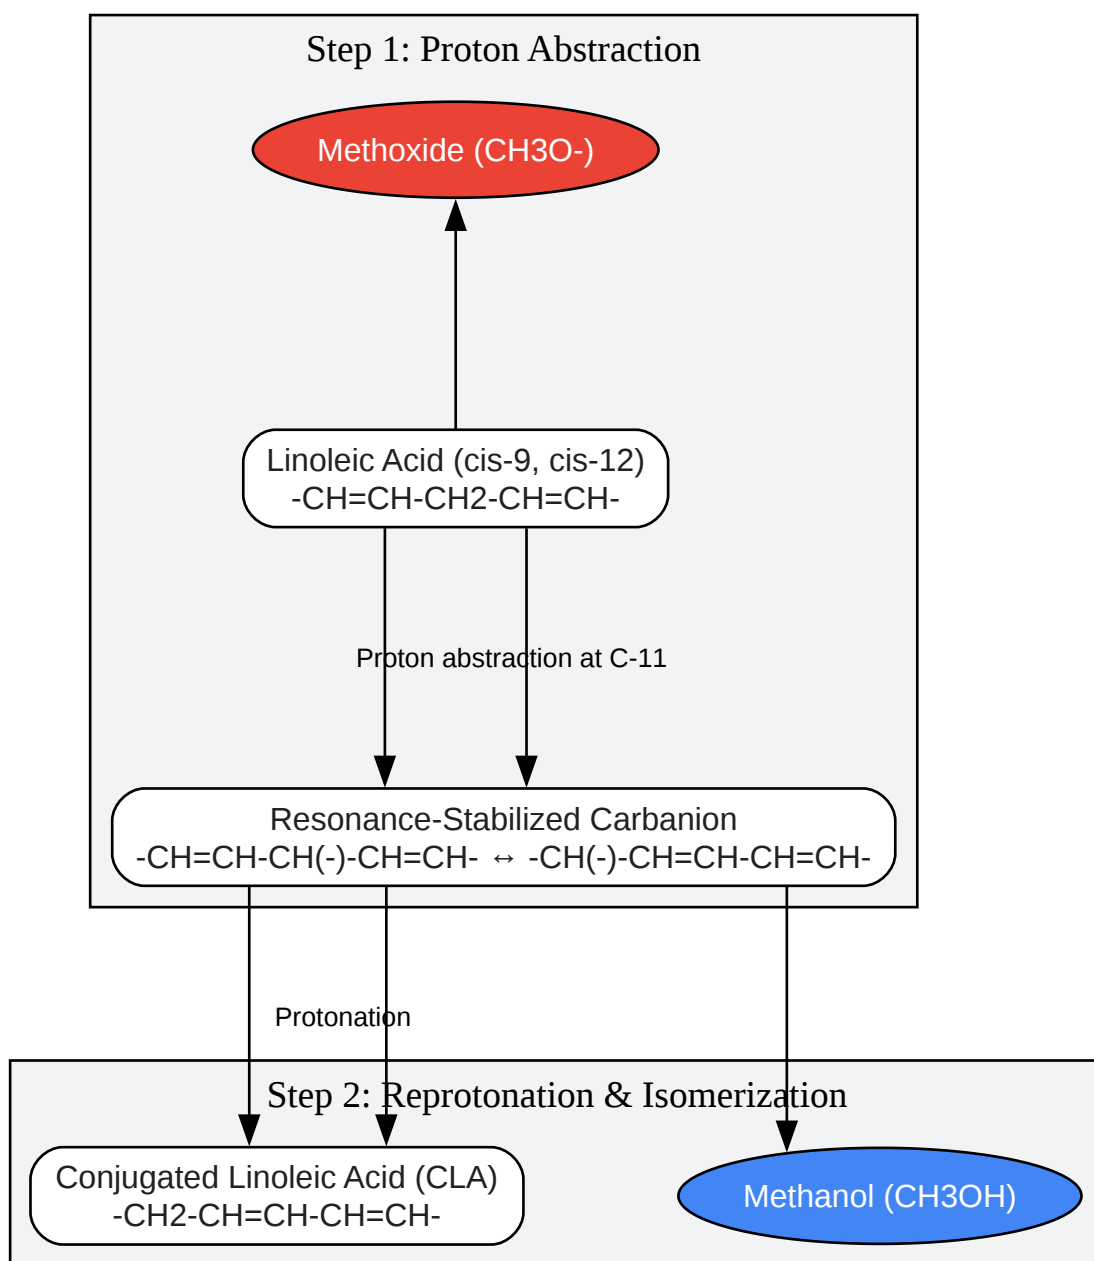 Step 1: Proton Abstraction
Methoxide (CH3O-)
Linoleic Acid (cis-9, cis-12)
-CH=CH-CH2-CH=CH-
Proton abstraction at C-11
Resonance-Stabilized Carbanion
-CH=CH-CH(-)-CH=CH- ↔ -CH(-)-CH=CH-CH=CH-
Protonation
Step 2: Reprotonation & Isomerization
Conjugated Linoleic Acid (CLA)
-CH2-CH=CH-CH=CH-
Methanol (CH3OH)